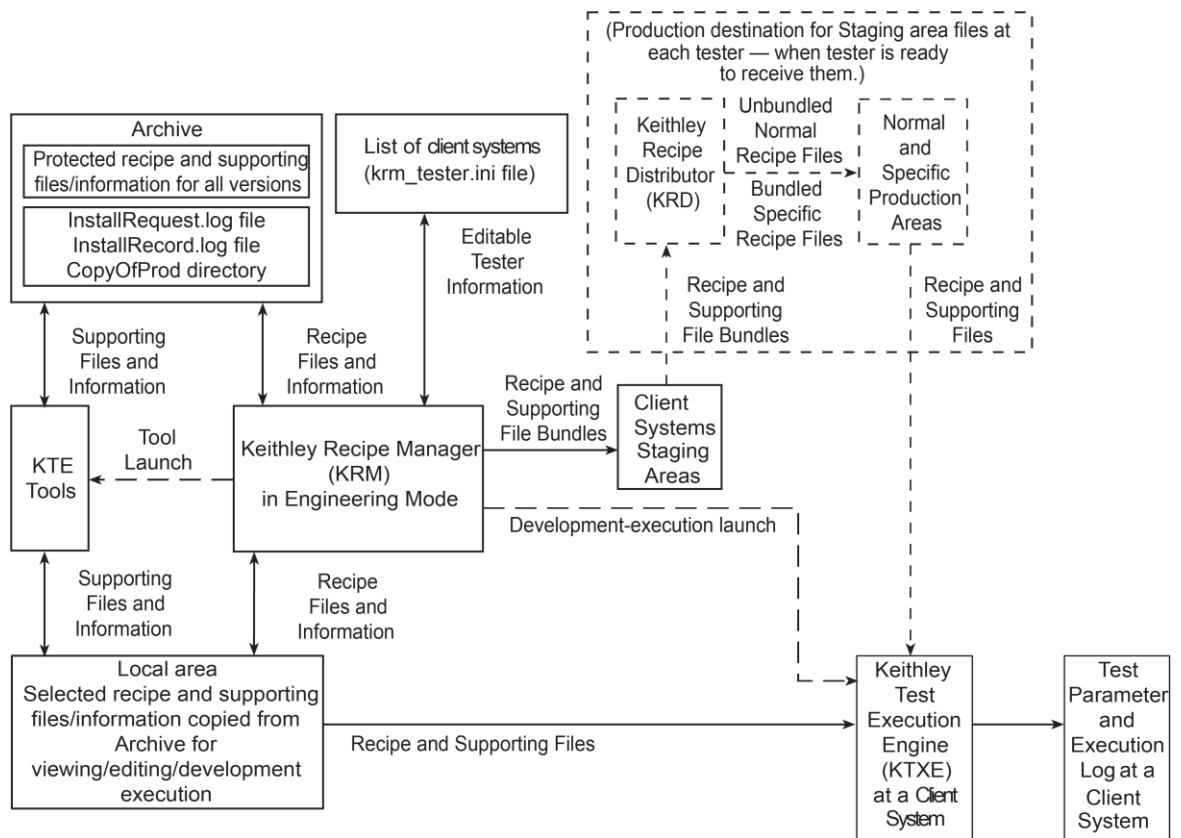 (Production destination for Staging area files at
each tester — when tester is ready
to receive them.)
Keithley
Recipe
Distributor
(KRD)
Unbundled
Normal
Recipe Files
Bundled
Specific
Recipe Files
Normal
and
Specific
Production
Areas
Archive
Protected recipe and supporting
files/information for all versions
InstallRequest.log file
InstallRecord.log file
CopyOfProd directory
List of client systems
(krm_tester.ini file)
Editable
Tester
Information
Recipe and
Supporting
File Bundles
Recipe and
Supporting
Files
Supporting
Files and
Information
Recipe
Files and
Information
KTE
Tools
Tool
Launch
Keithley Recipe Manager
(KRM)
in Engineering Mode
Recipe and
Supporting
File Bundles
Client
Systems
Staging
Areas
Development-execution launch
Supporting
Files and
Information
Recipe
Files and
Information
Local area
Selected recipe and supporting
files/information copied from
Archive for
viewing/editing/development
execution
Recipe and Supporting Files
Keithley
Test
Execution
Engine
(KTXE)
at a Client
System
Test
Parameter
and
Execution
Log at a
Client
System